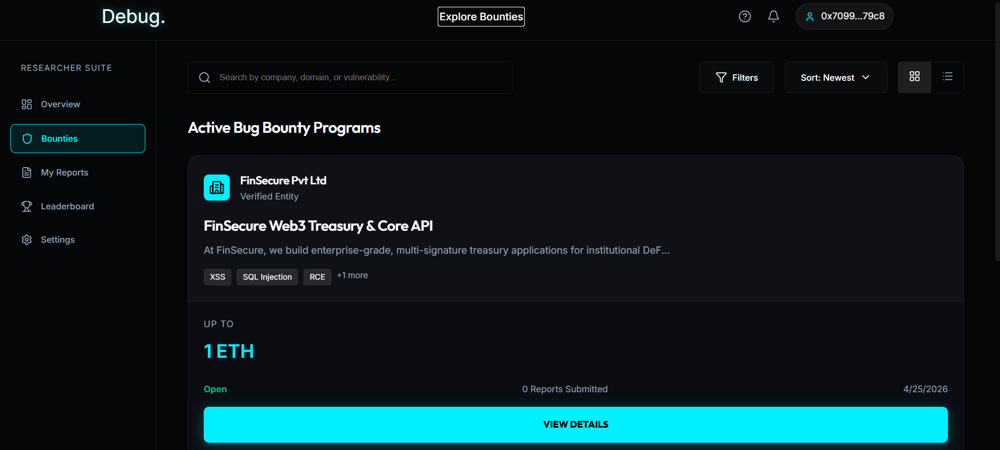 Debug.
Explore Bounties
0x7099...79c8
RESEARCHER SUITE
Overview
Bounties
My Reports
Leaderboard
Settings
Search by company, domain, or vulnerability...
Filters
Sort: Newest
Active Bug Bounty Programs
FinSecure Pvt Ltd
Verified Entity
FinSecure Web3 Treasury & Core API
At FinSecure, we build enterprise-grade, multi-signature treasury applications for institutional DeF...
XSS SQL Injection RCE +1 more
UP TO
1 ETH
Open 0 Reports Submitted 4/25/2026
VIEW DETAILS